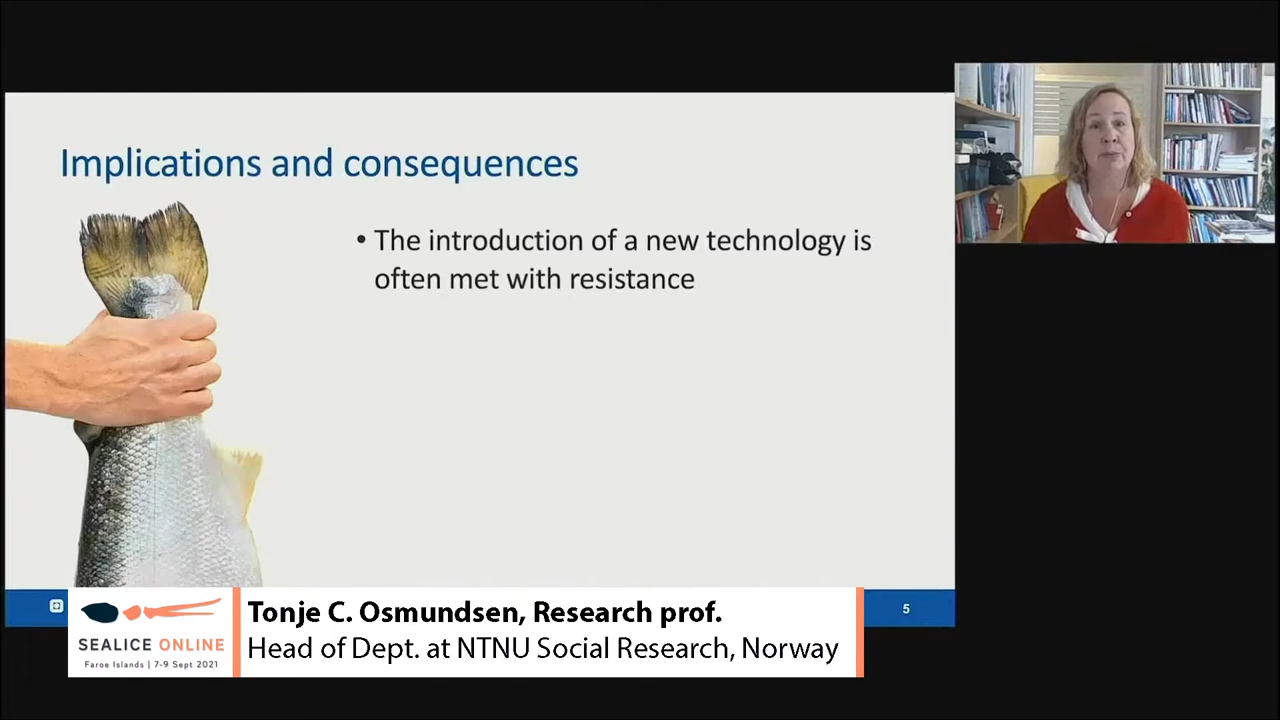 Implications and consequences
• The introduction of a new technology is
often met with resistance
5
Tonje C. Osmundsen, Research prof.
Head of Dept. at NTNU Social Research, Norway
SEALICE ONLINE
Faroe Islands | 7-9 Sept 2021